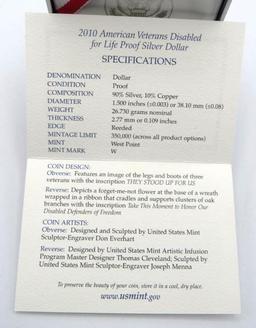 2010 American Veterans Disabled
for Life Proof Silver Dollar
SPECIFICATIONS
DENOMINATION Dollar
CONDITION Proof
COMPOSITION 90% Silver, 10% Copper
DIAMETER 1.500 inches (±0.003) or 38.10 mm (±0.08)
WEIGHT 26.730 grams nominal
THICKNESS 2.77 mm or 0.109 inches
EDGE Reeded
MINTAGE LIMIT 350,000 (across all product options)
MINT West Point
MINT MARK W
COIN DESIGN:
Obverse: Features an image of the legs and boots of three
veterans with the inscription THEY STOOD UP FOR US
Reverse: Depicts a forget-me-not flower at the base of a wreath
wrapped in a ribbon that cradles and supports clusters of oak
branches with the inscription Take This Moment to Honor Our
Disabled Defenders of Freedom
COIN ARTISTS:
Obverse: Designed and Sculpted by United States Mint
Sculptor-Engraver Don Everhart
Reverse: Designed by United States Mint Artistic Infusion
Program Master Designer Thomas Cleveland; Sculpted by
United States Mint Sculptor-Engraver Joseph Menna
To preserve the beauty of your coin, store it in a cool, dry place.
www.usmint.gov